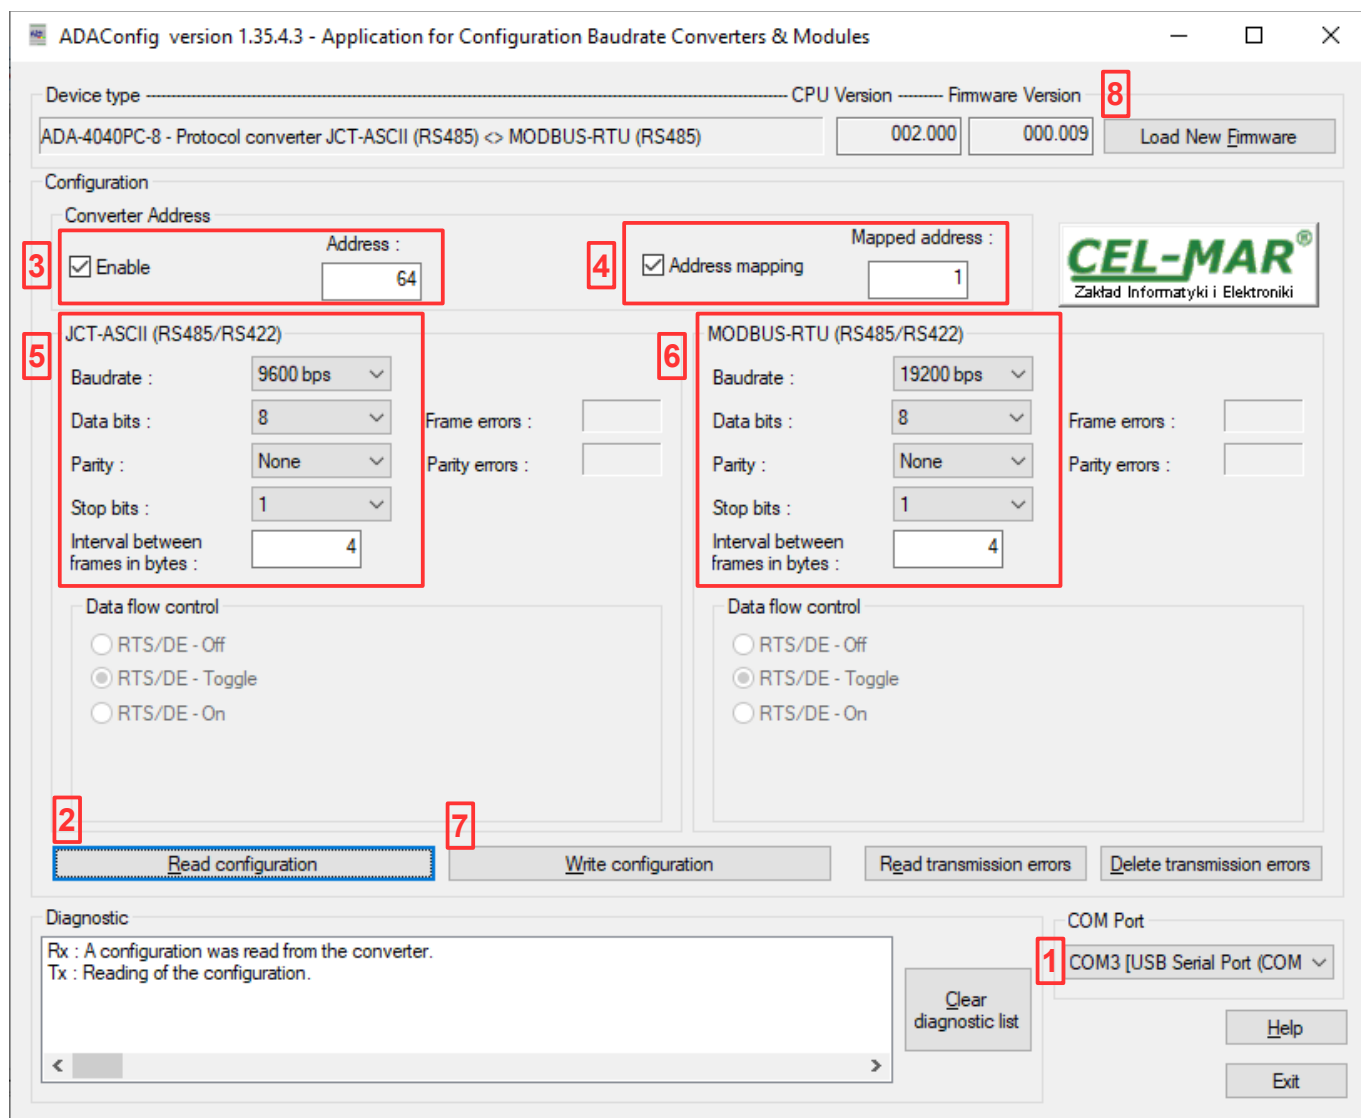 ADAConfig version 1.35.4.3 - Application for Configuration Baudrate Converters & Modules
Device type CPU Version Firmware Version 8
ADA-4040PC-8 - Protocol converter JCT-ASCII (RS485) <> MODBUS-RTU (RS485) 002.000 000.009 Load New Firmware
Configuration
Converter Address
3 Enable Address : 64
4 Address mapping Mapped address : 1
CEL-MAR®
Zakład Informatyki i Elektroniki
5 JCT-ASCII (RS485/RS422)
Baudrate : 9600 bps
Data bits : 8 Frame errors :
Parity : None Parity errors :
Stop bits : 1
Interval between
frames in bytes : 4
Data flow control
RTS/DE - Off
RTS/DE - Toggle
RTS/DE - On
6 MODBUS-RTU (RS485/RS422)
Baudrate : 19200 bps
Data bits : 8 Frame errors :
Parity : None Parity errors :
Stop bits : 1
Interval between
frames in bytes : 4
Data flow control
RTS/DE - Off
RTS/DE - Toggle
RTS/DE - On
2 7
Read configuration Write configuration Read transmission errors Delete transmission errors
Diagnostic
Rx : A configuration was read from the converter.
Tx : Reading of the configuration.
Clear
diagnostic list
COM Port
1 COM3 [USB Serial Port (COM
Help
Exit